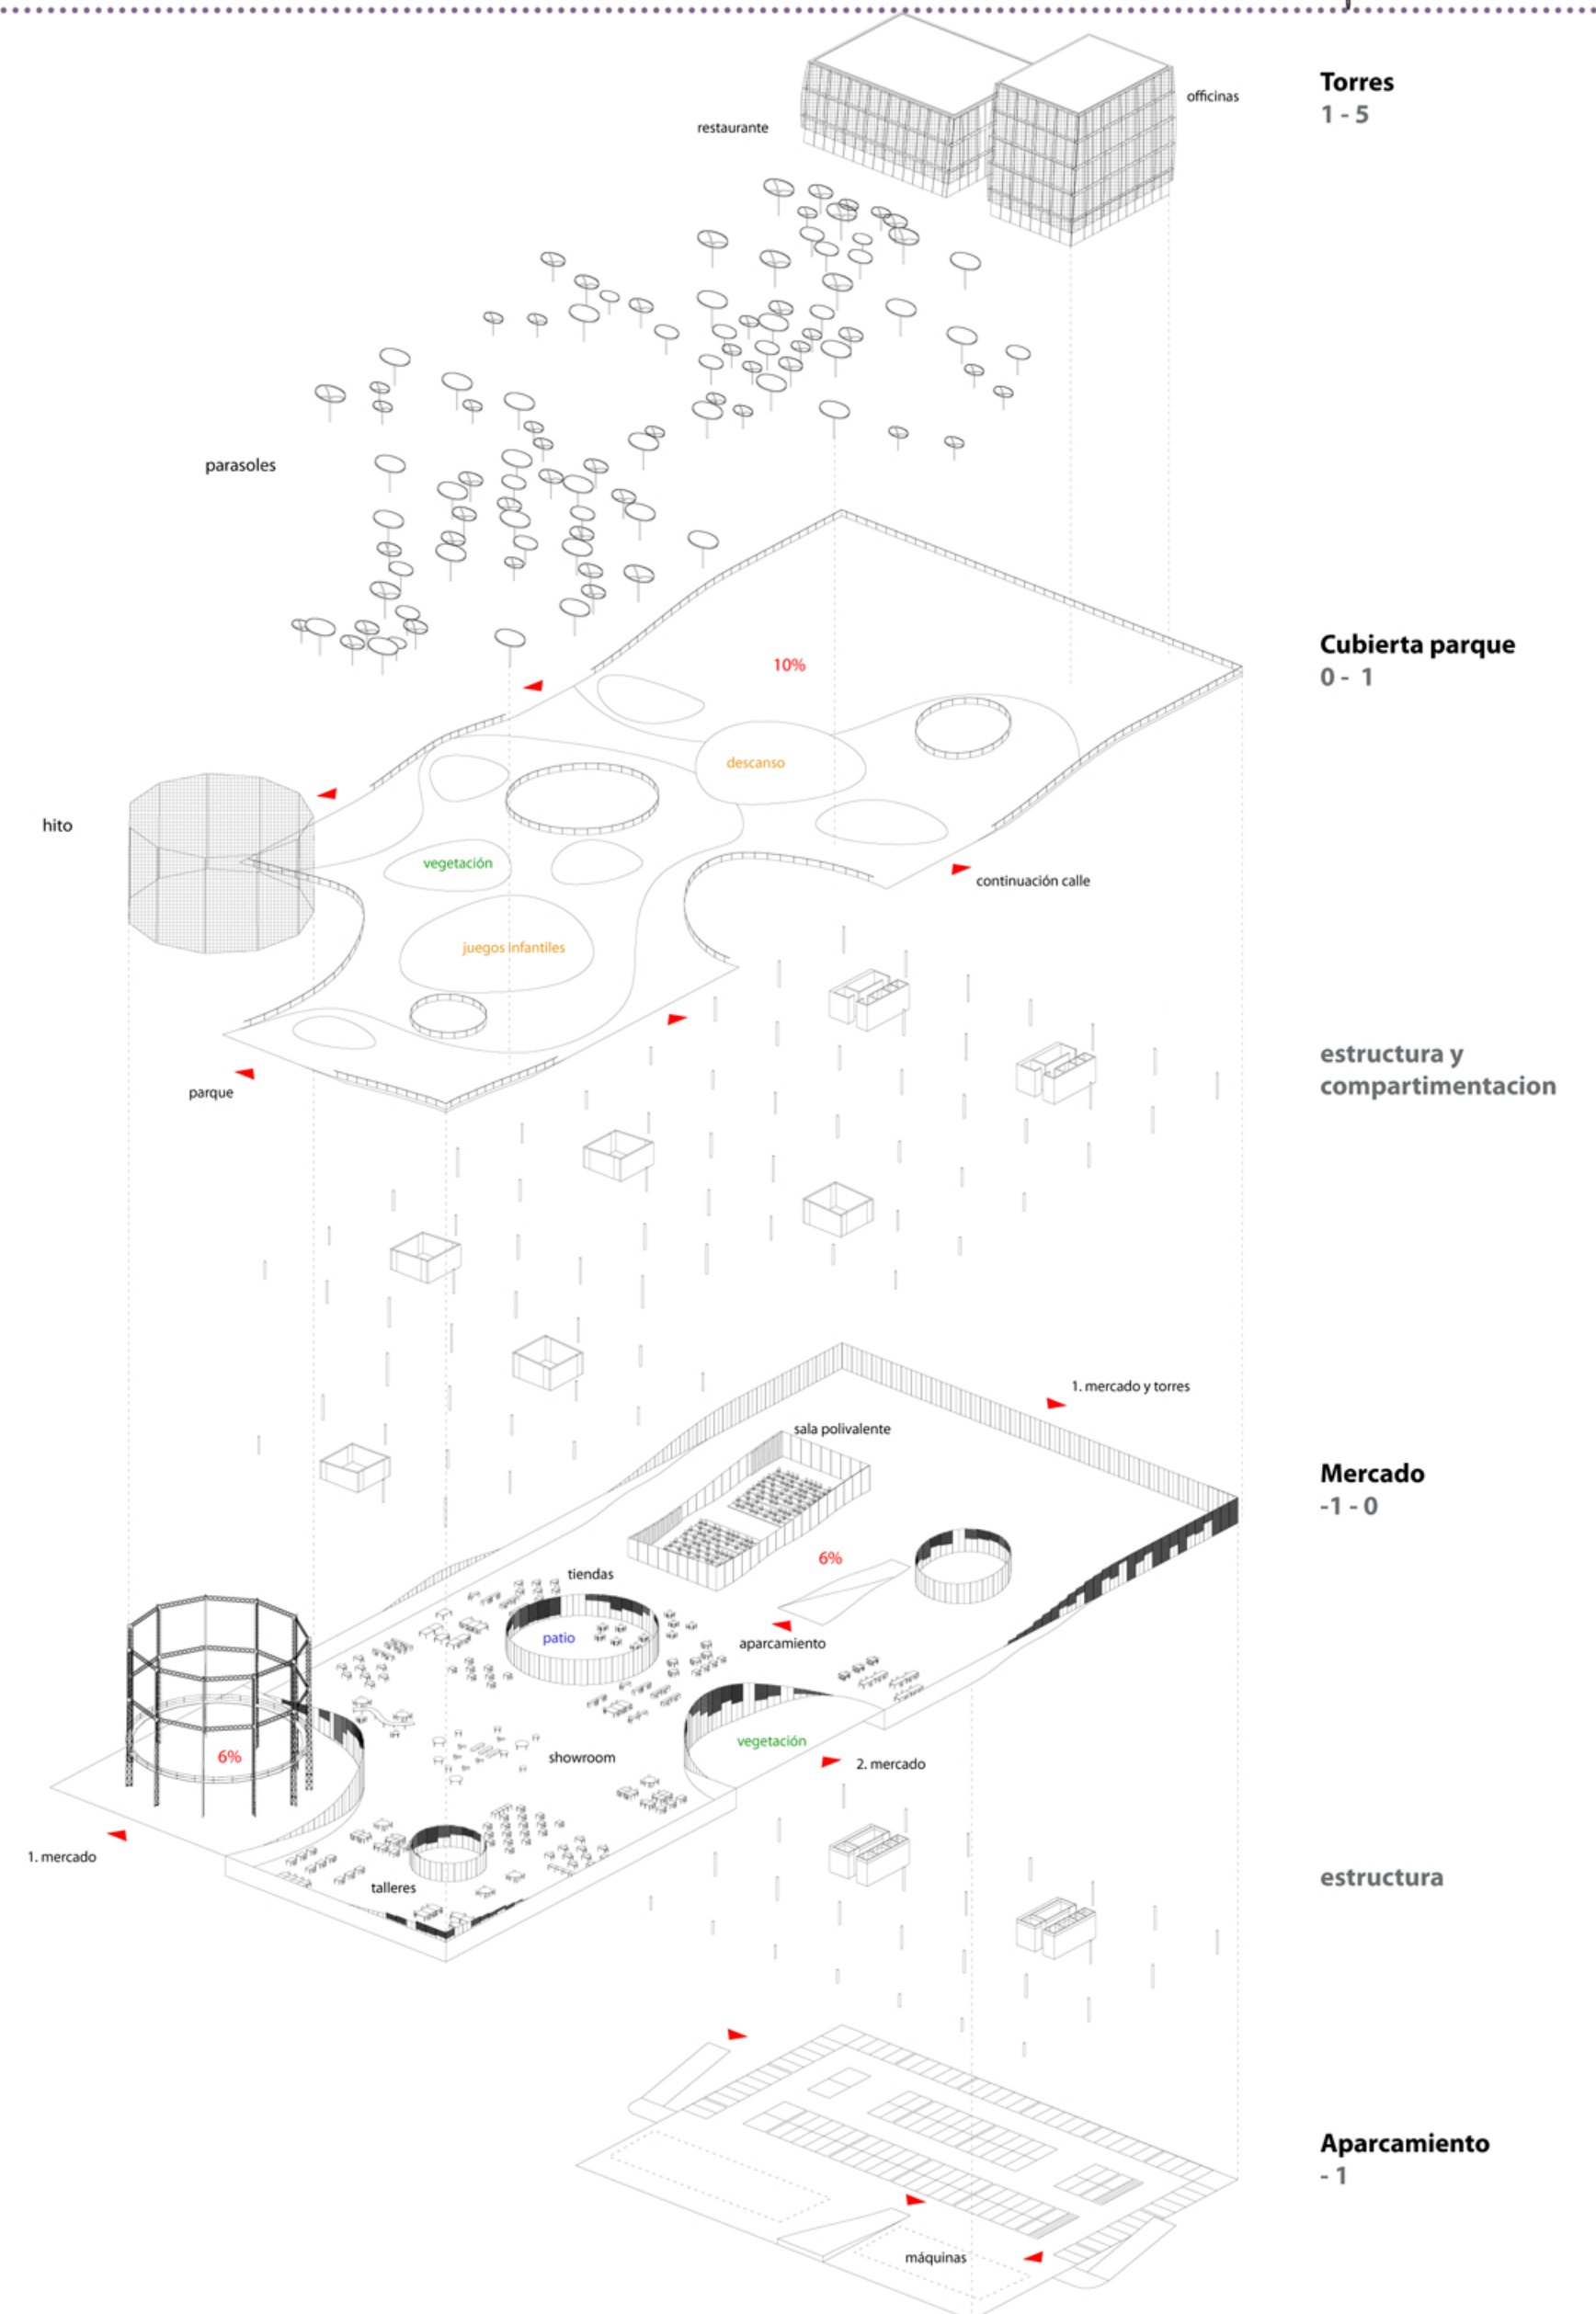 Torres
1 - 5
officinas
restaurante
parasoles
Cubierta parque
0 - 1
10%
descanso
hito
vegetación
continuación calle
juegos infantiles
parque
estructura y
compartimentacion
1. mercado y torres
sala polivalente
Mercado
-1 - 0
6%
tiendas
patio
aparcamiento
vegetación
6%
showroom
2. mercado
1. mercado
talleres
estructura
Aparcamiento
- 1
máquinas